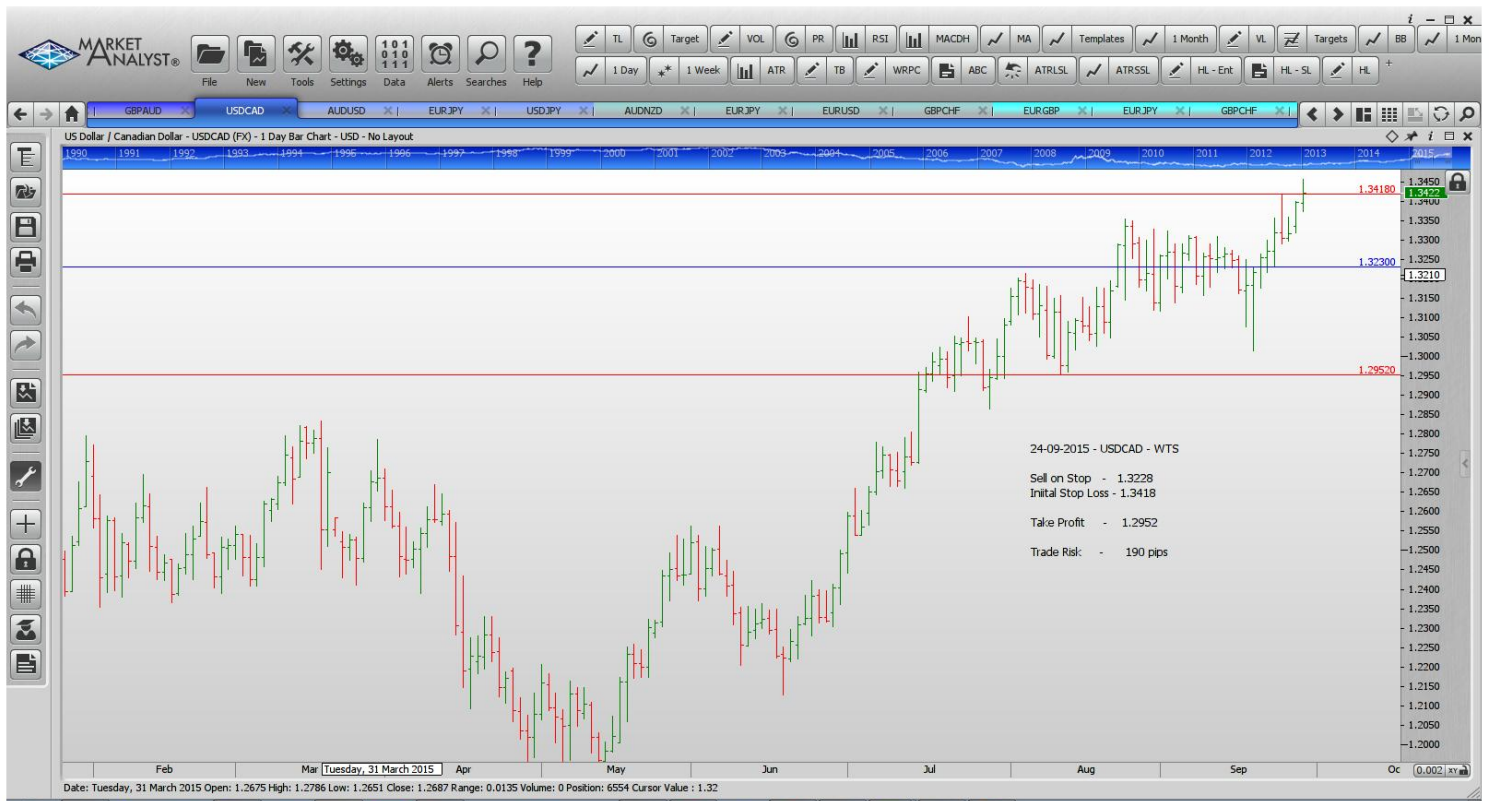 MARKET ANALYST®
File New Tools Settings Data Alerts Searches Help
101
010
111
TL Target VOL PR RSI MACDH MA Templates 1 Month VL Targets BB 1 Mon
1 Day 1 Week ATR TB WRPC ABC ATRLSL ATRSSL HL - Ent HL - SL HL
GBPAUD USDCAD AUDUSD EURJPY USDJPY AUDNZD EURJPY EURUSD GBPCHF EURGBP EURJPY GBPCHF
US Dollar / Canadian Dollar - USDCAD (FX) - 1 Day Bar Chart - USD - No Layout
1990 1991 1992 1993 1994 1995 1996 1997 1998 1999 2000 2001 2002 2003 2004 2005 2006 2007 2008 2009 2010 2011 2012 2013 2014 2015
1.3450
1.34180
1.3422
1.3400
1.3350
1.3300
1.3250
1.32300
1.3210
1.3150
1.3100
1.3050
1.3000
1.29520
1.2950
1.2900
1.2850
1.2800
1.2750
1.2700
1.2650
1.2600
1.2550
1.2500
1.2450
1.2400
1.2350
1.2300
1.2250
1.2200
1.2150
1.2100
1.2050
1.2000
24-09-2015 - USDCAD - WTS
Sell on Stop - 1.3228
Iniital Stop Loss - 1.3418
Take Profit - 1.2952
Trade Risk - 190 pips
Feb Mar Tuesday, 31 March 2015 Apr May Jun Jul Aug Sep Oc 0.002 XY
Date: Tuesday, 31 March 2015 Open: 1.2675 High: 1.2786 Low: 1.2651 Close: 1.2687 Range: 0.0135 Volume: 0 Position: 6554 Cursor Value : 1.32